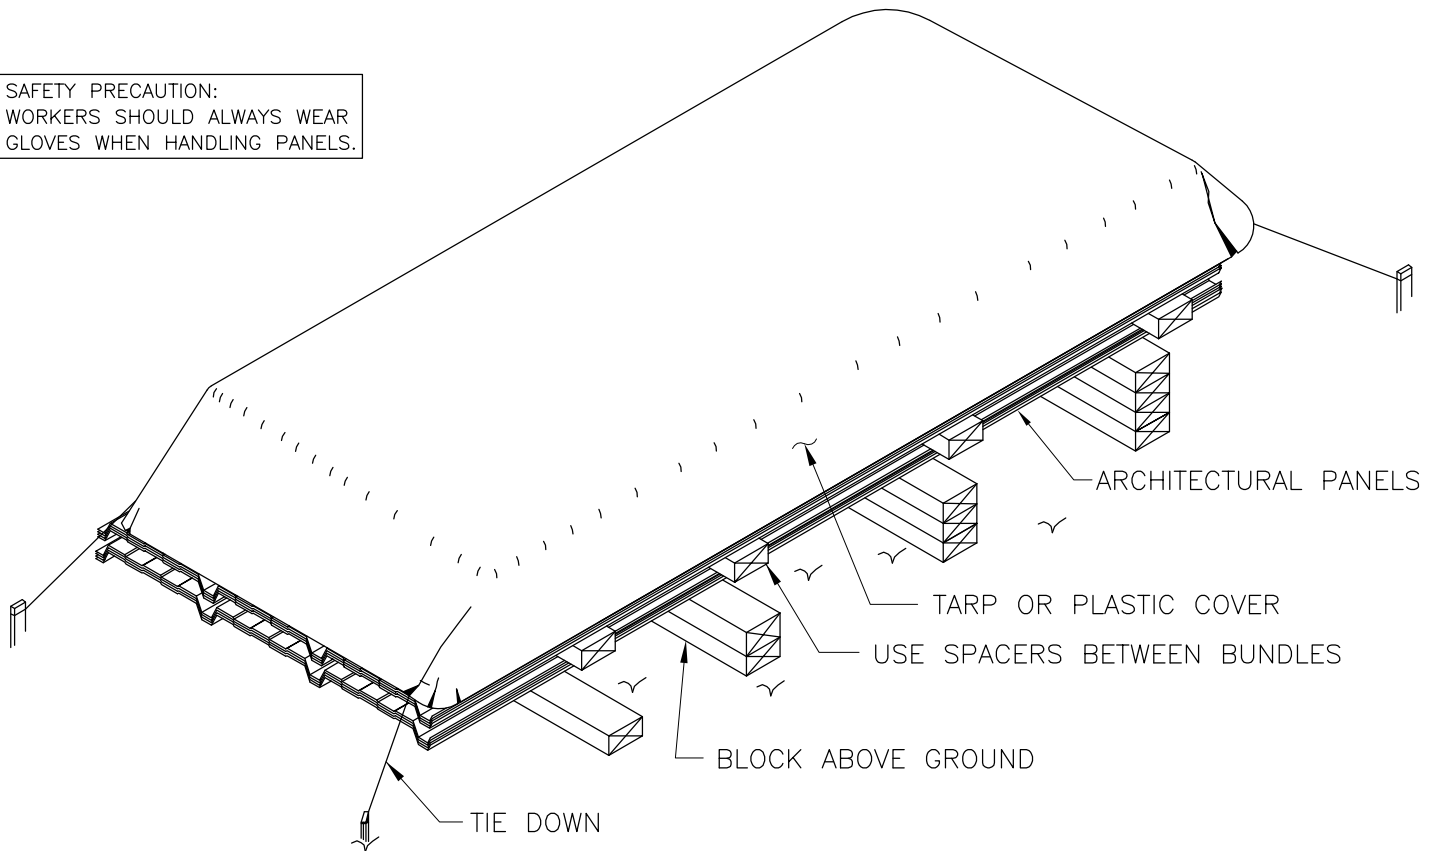 SAFETY PRECAUTION:
WORKERS SHOULD ALWAYS WEAR
GLOVES WHEN HANDLING PANELS.
ARCHITECTURAL PANELS
TARP OR PLASTIC COVER
USE SPACERS BETWEEN BUNDLES
BLOCK ABOVE GROUND
TIE DOWN